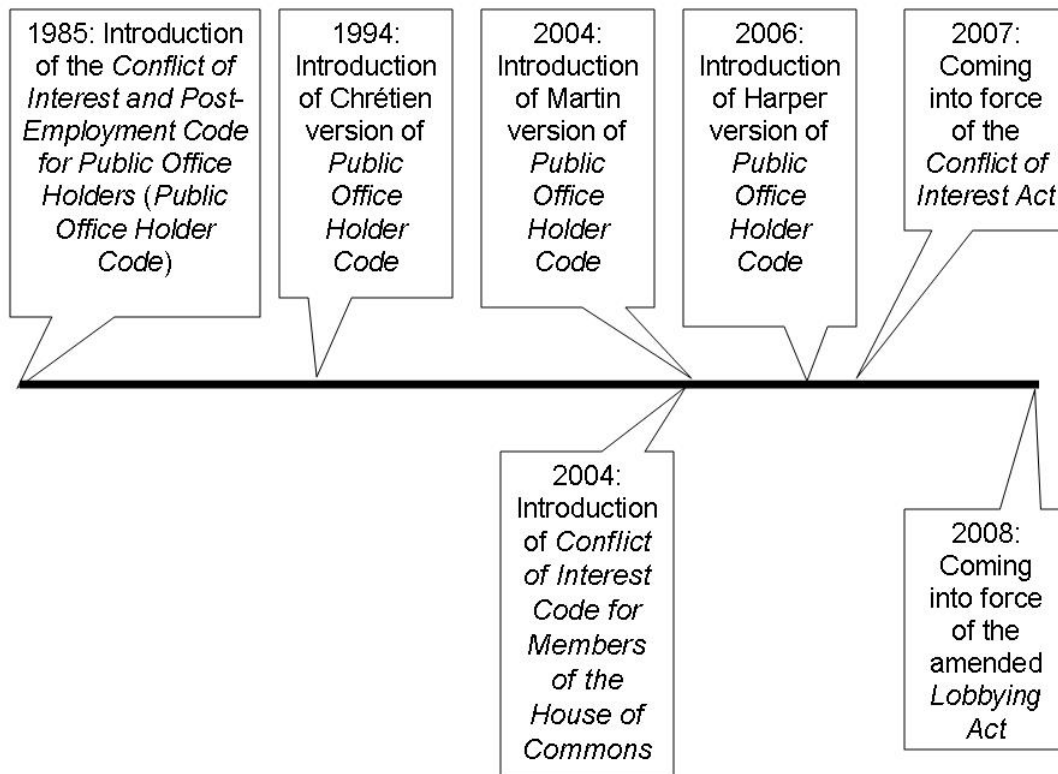 1985: Introduction
of the Conflict of
Interest and Post-
Employment Code
for Public Office
Holders (Public
Office Holder
Code)
1994:
Introduction
of Chrétien
version of
Public
Office
Holder
Code
2004:
Introduction
of Martin
version of
Public
Office
Holder
Code
2006:
Introduction
of Harper
version of
Public
Office
Holder
Code
2007:
Coming
into force
of the
Conflict of
Interest Act
2004:
Introduction
of Conflict
of Interest
Code for
Members
of the
House of
Commons
2008:
Coming
into force
of the
amended
Lobbying
Act